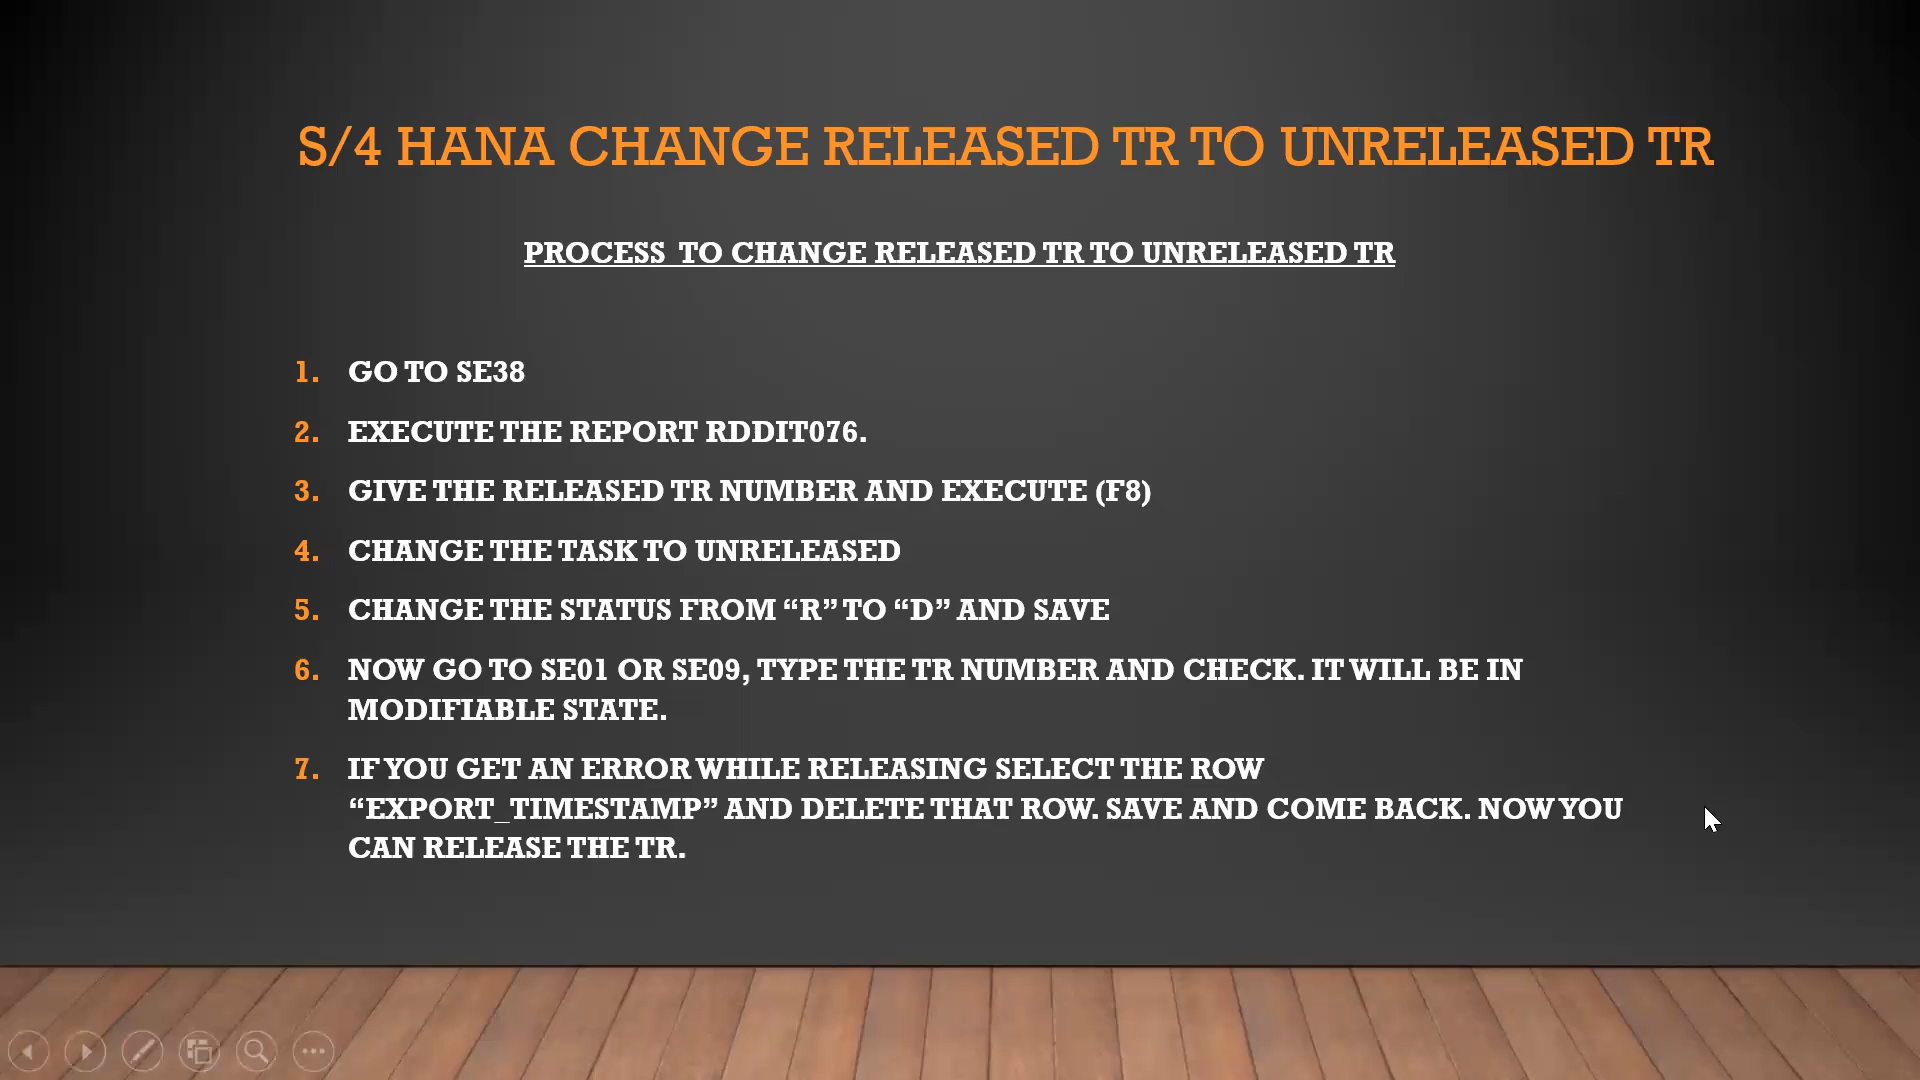 S/4 HANA CHANGE RELEASED TR TO UNRELEASED TR
PROCESS TO CHANGE RELEASED TR TO UNRELEASED TR
1. GO TO SE38
2. EXECUTE THE REPORT RDDIT076.
3. GIVE THE RELEASED TR NUMBER AND EXECUTE (F8)
4. CHANGE THE TASK TO UNRELEASED
5. CHANGE THE STATUS FROM “R” TO “D” AND SAVE
6. NOW GO TO SE01 OR SE09, TYPE THE TR NUMBER AND CHECK. IT WILL BE IN
MODIFIABLE STATE.
7. IF YOU GET AN ERROR WHILE RELEASING SELECT THE ROW
“EXPORT_TIMESTAMP” AND DELETE THAT ROW. SAVE AND COME BACK. NOW YOU
CAN RELEASE THE TR.